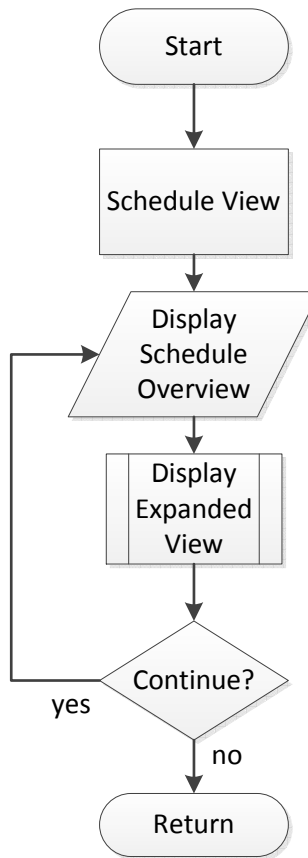 Start
Schedule View
Display
Schedule
Overview
Display
Expanded
View
Continue?
yes
no
Return